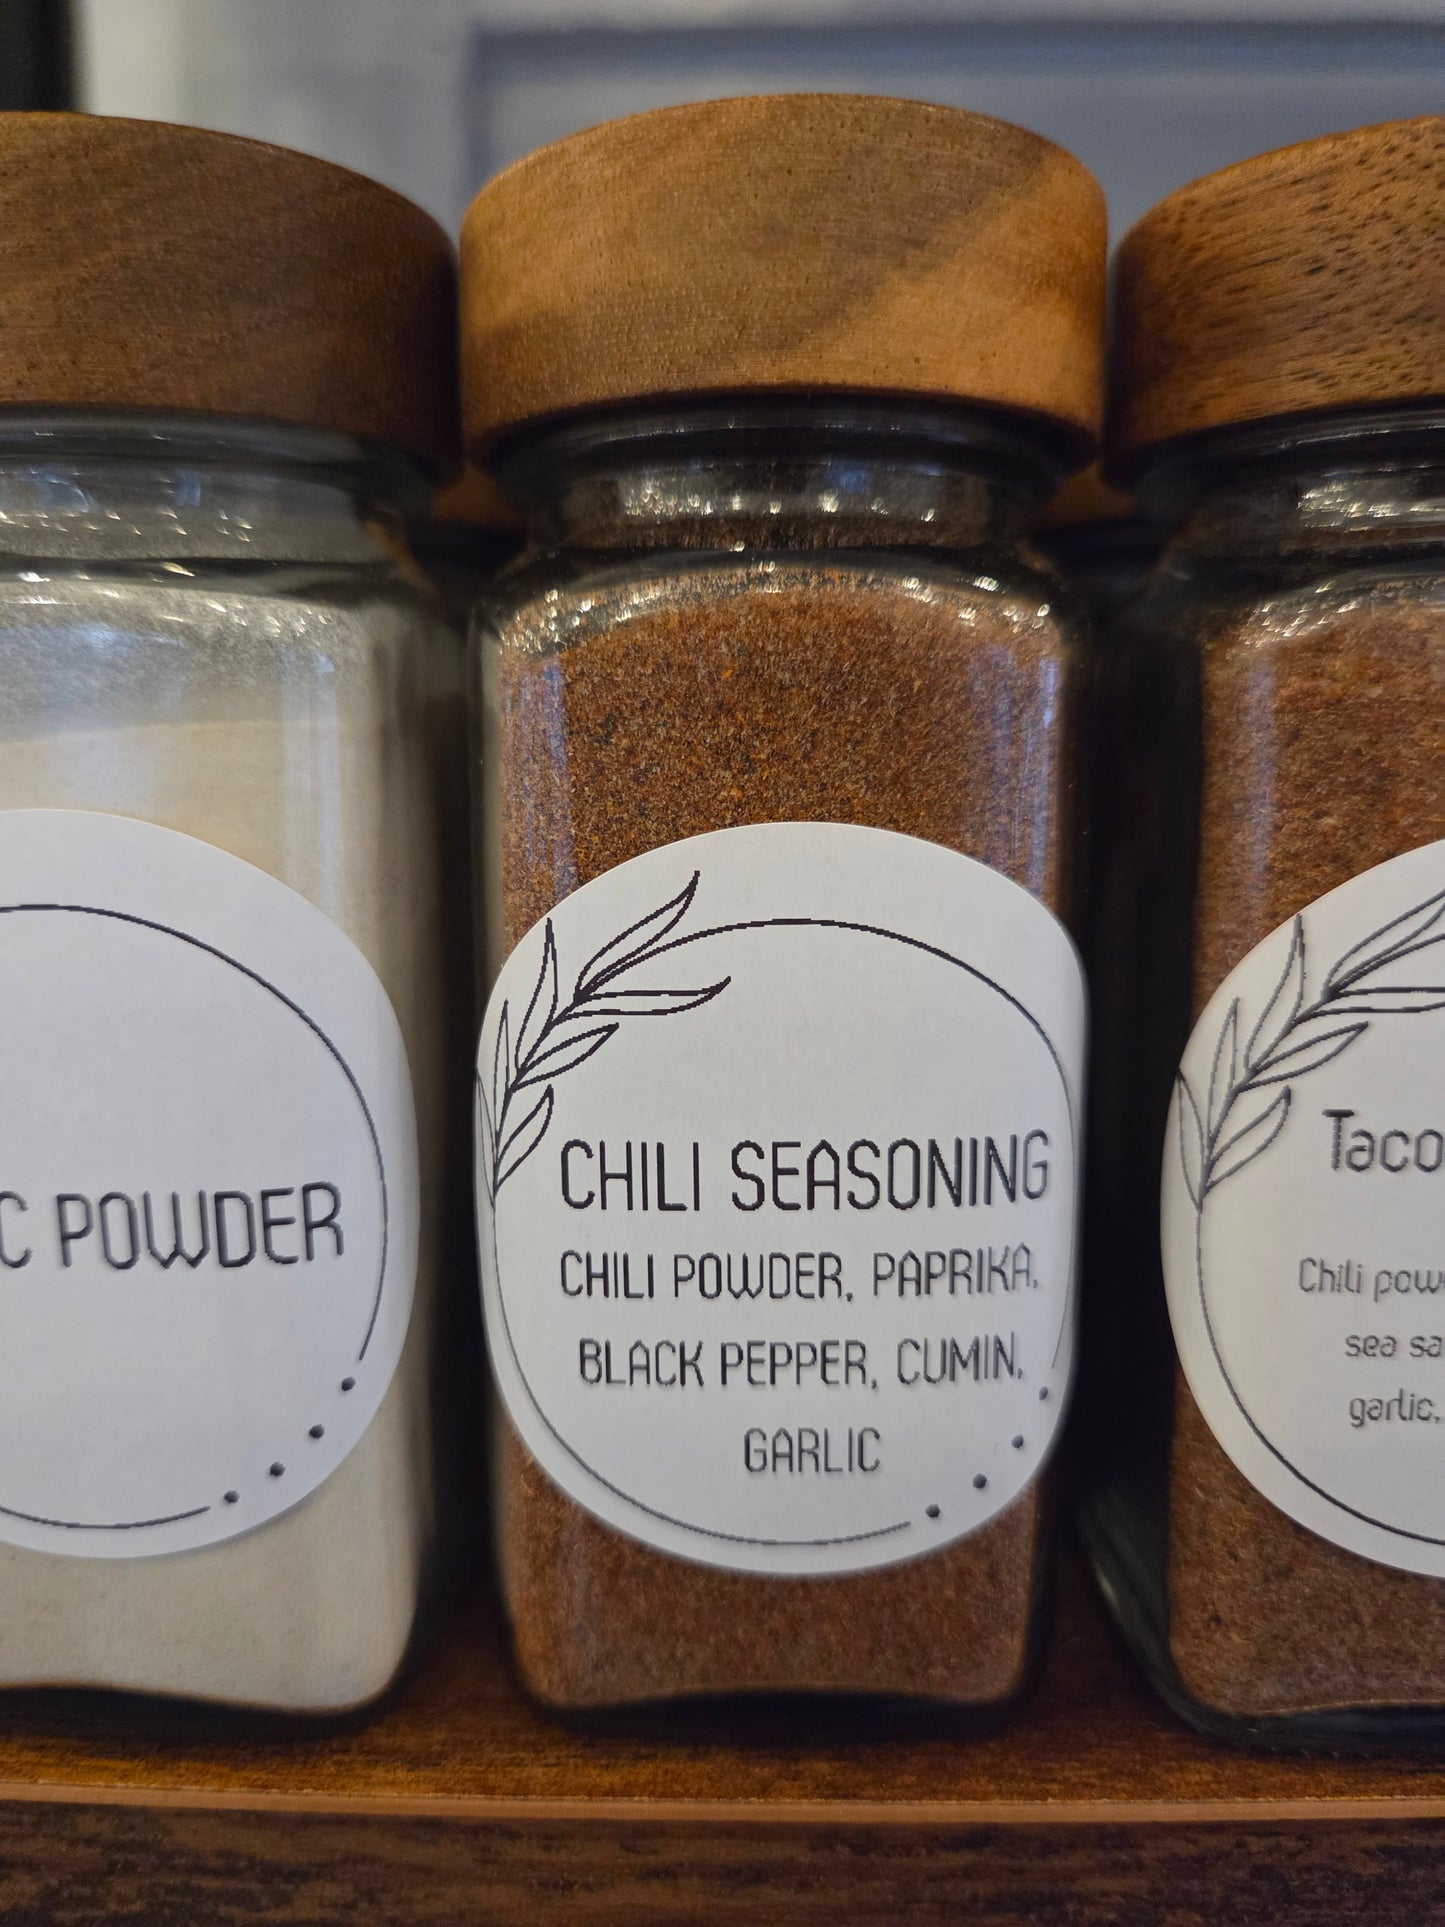 C POWDER
CHILI SEASONING
CHILI POWDER, PAPRIKA,
BLACK PEPPER, CUMIN,
GARLIC
Taco
Chili pow
sea sa
garlic,